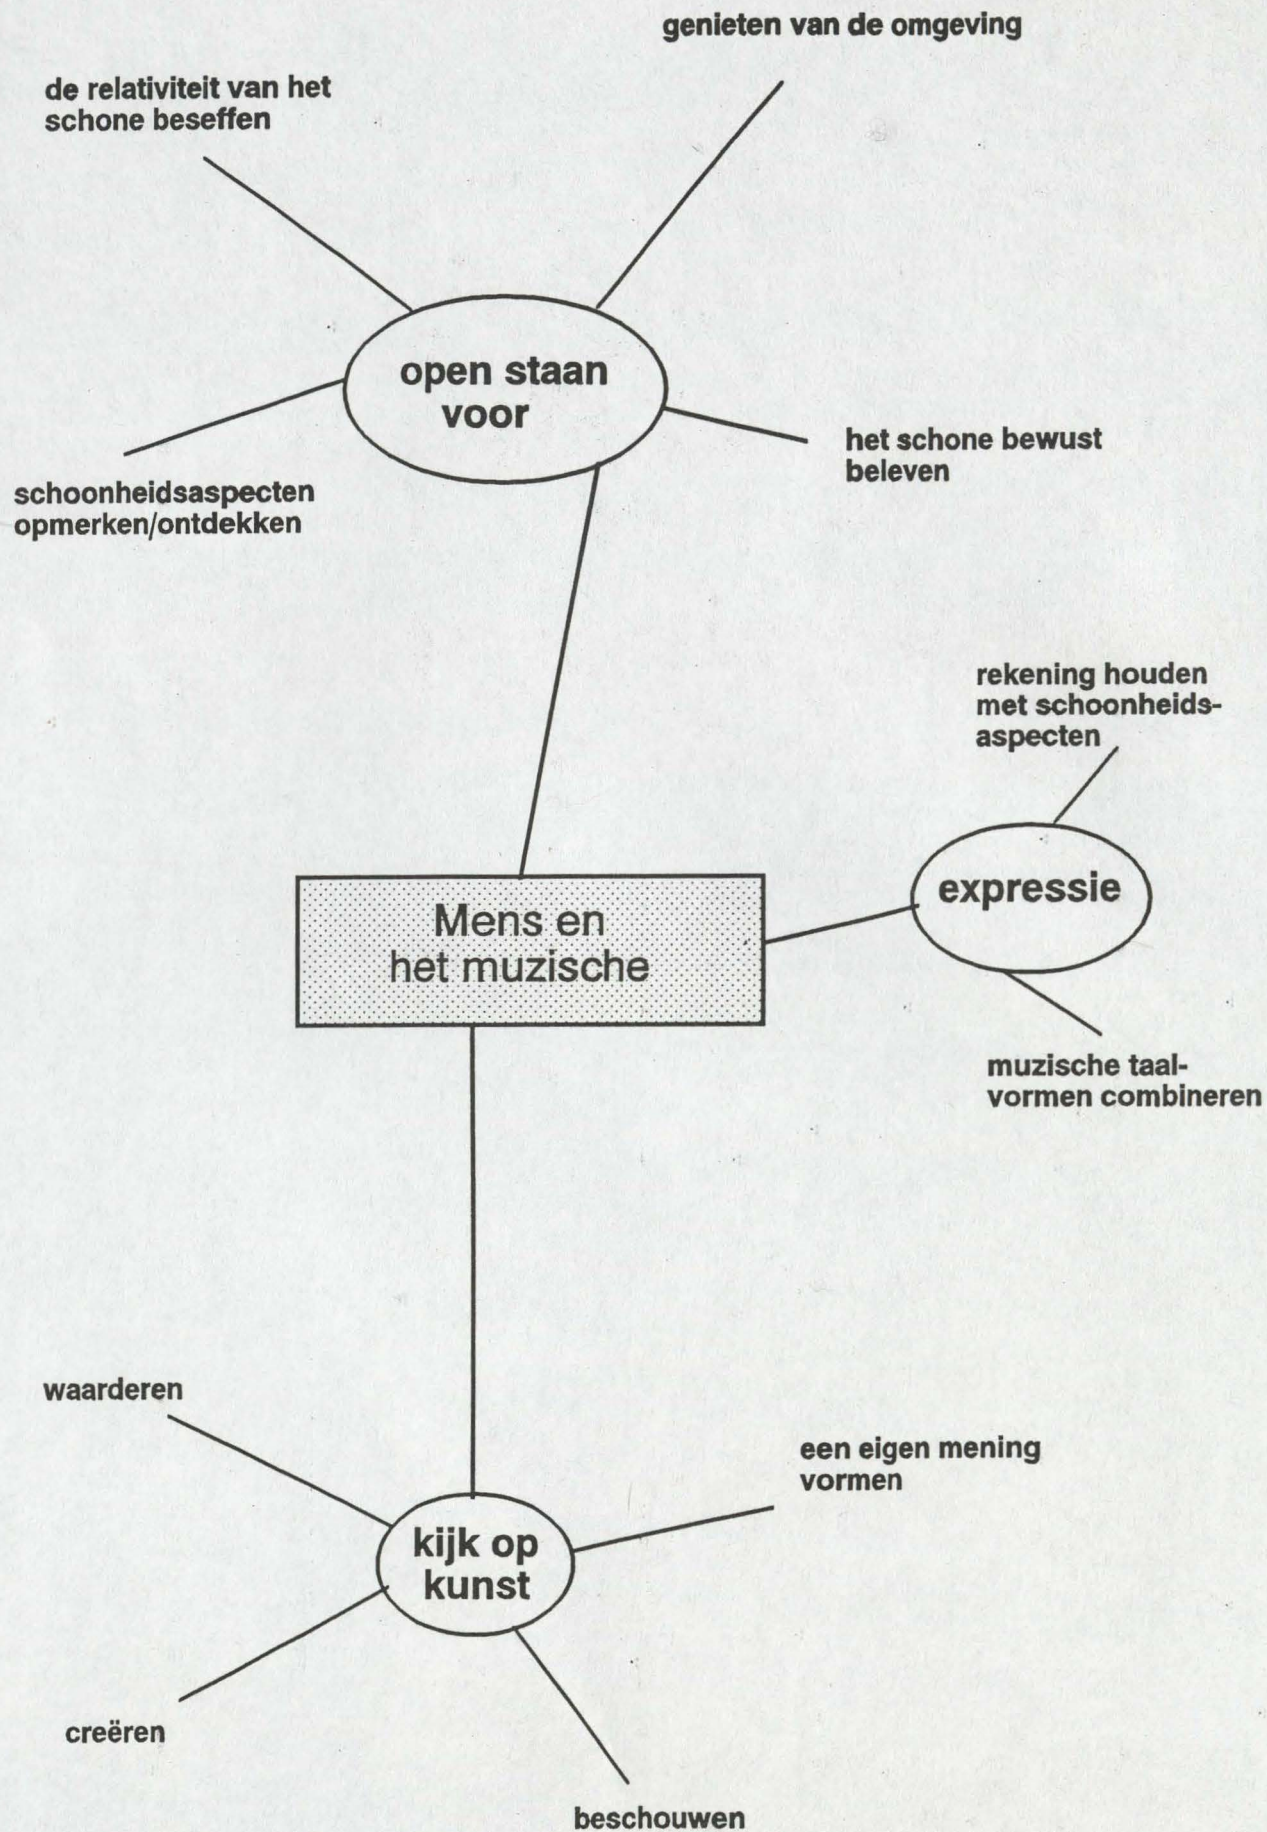 genieten van de omgeving
de relativiteit van het
schone beseffen
open staan
voor
het schone bewust
beleven
schoonheidsaspecten
opmerken/ontdekken
rekening houden
met schoonheids-
aspecten
expressie
Mens en
het muzische
muzische taal-
vormen combineren
waarderen
een eigen mening
vormen
kijk op
kunst
creëren
beschouwen